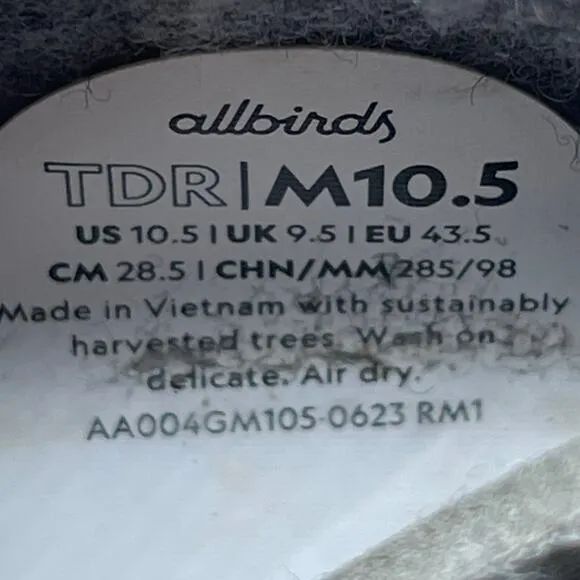 allbirds
TDR | M10.5
US 10.5 | UK 9.5 | EU 43.5
CM 28.5 | CHN/MM 285/98
Made in Vietnam with sustainably
harvested trees. Wash on
delicate. Air dry.
AA004GM105-0623 RM1